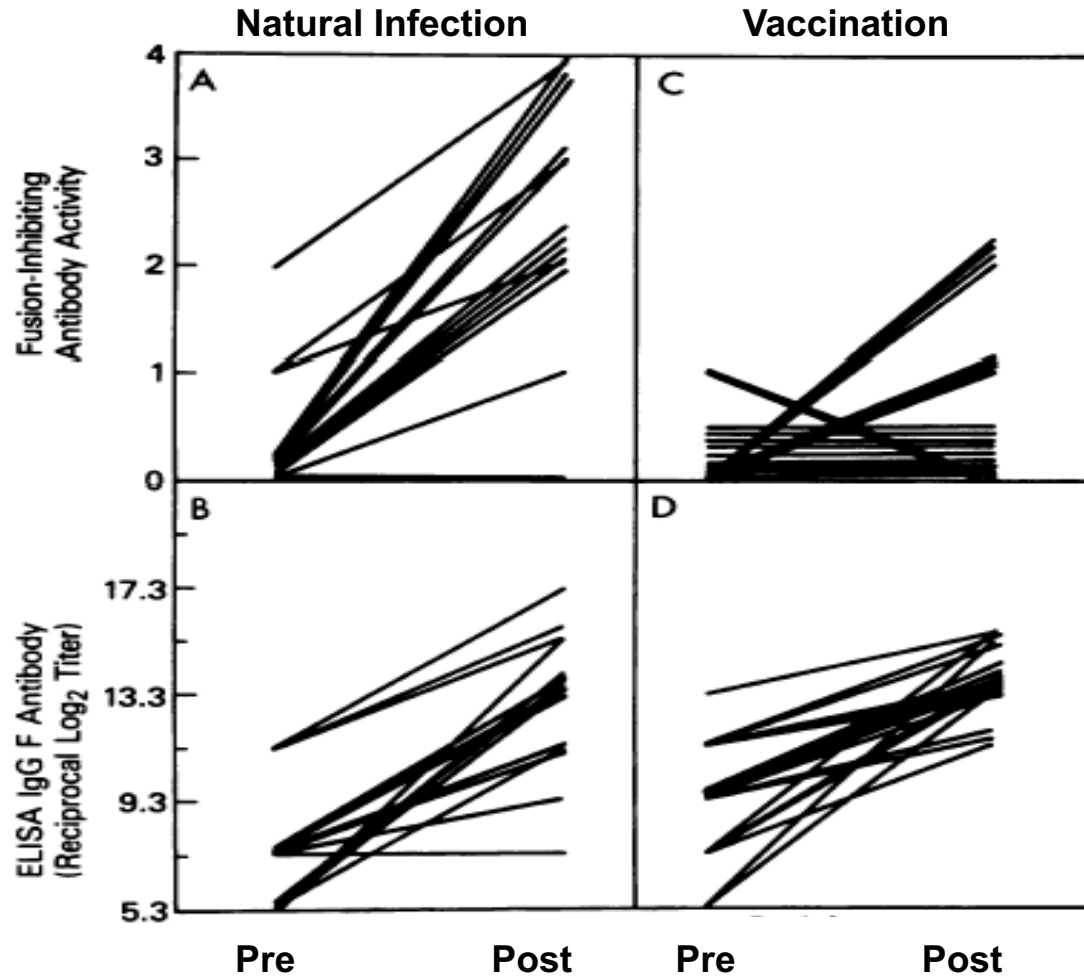 Natural Infection Vaccination
Fusion-Inhibiting
Antibody Activity
4
3
2
1
0
A
C
ELISA IgG F Antibody
(Reciprocal Log2 Titer)
17.3
13.3
9.3
5.3
B
D
Pre Post Pre Post